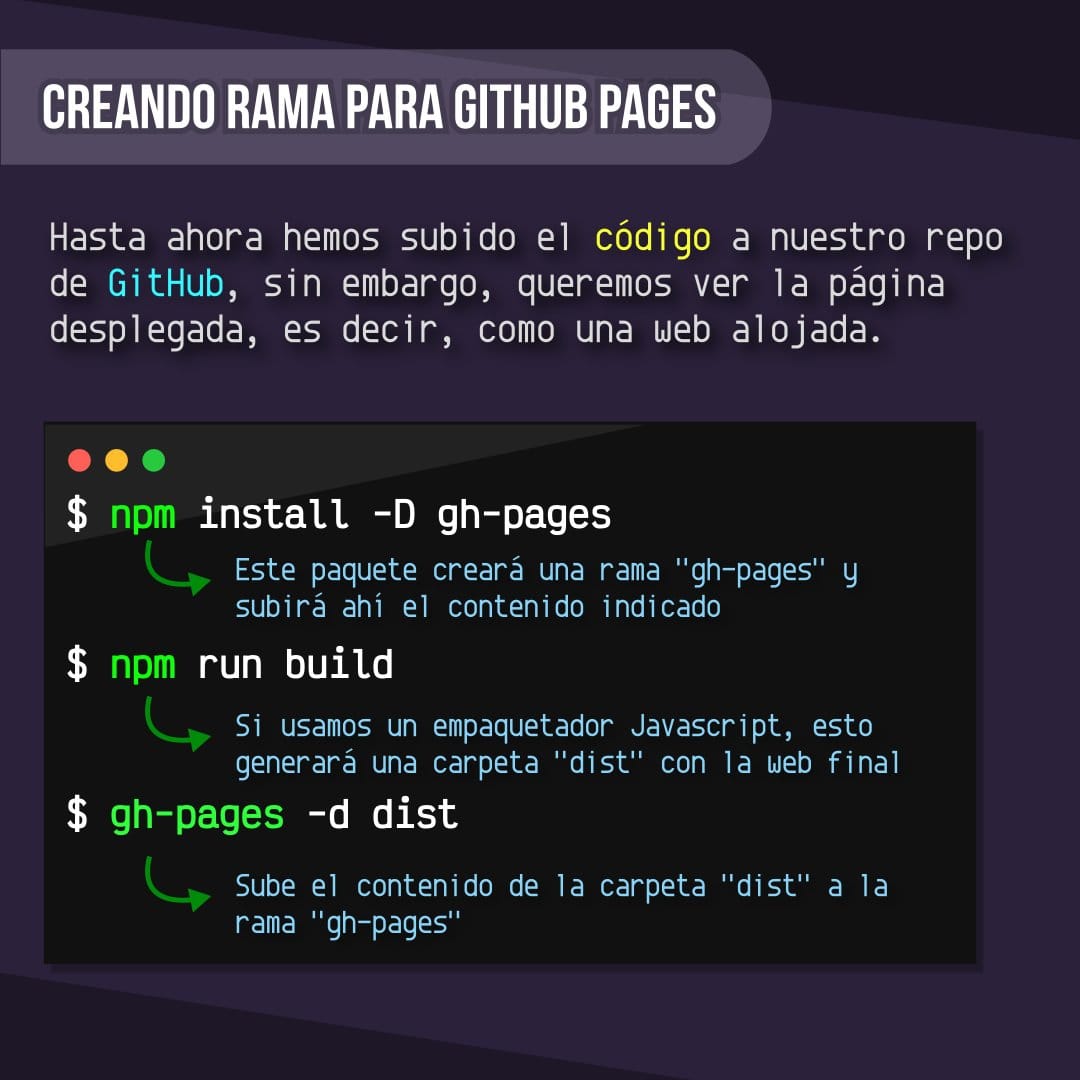 CREANDO RAMA PARA GITHUB PAGES
Hasta ahora hemos subido el código a nuestro repo
de GitHub, sin embargo, queremos ver la página
desplegada, es decir, como una web alojada.
$ npm install -D gh-pages
Este paquete creará una rama "gh-pages" y
subirá ahí el contenido indicado
$ npm run build
Si usamos un empaquetador Javascript, esto
generará una carpeta "dist" con la web final
$ gh-pages -d dist
Sube el contenido de la carpeta "dist" a la
rama "gh-pages"